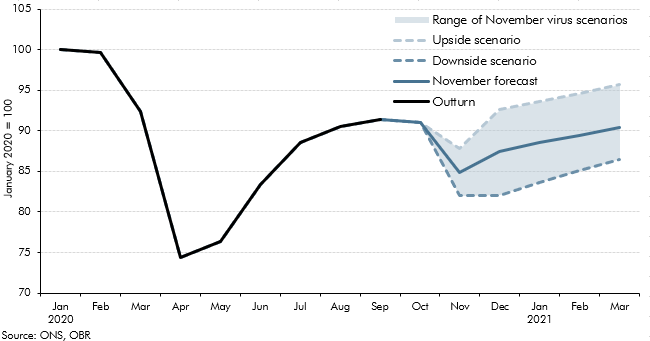 105
100
95
90
85
80
75
70
January 2020 = 100
Range of November virus scenarios
Upside scenario
Downside scenario
November forecast
Outturn
Jan Feb Mar Apr May Jun Jul Aug Sep Oct Nov Dec Jan Feb Mar
2020 2021
Source: ONS, OBR